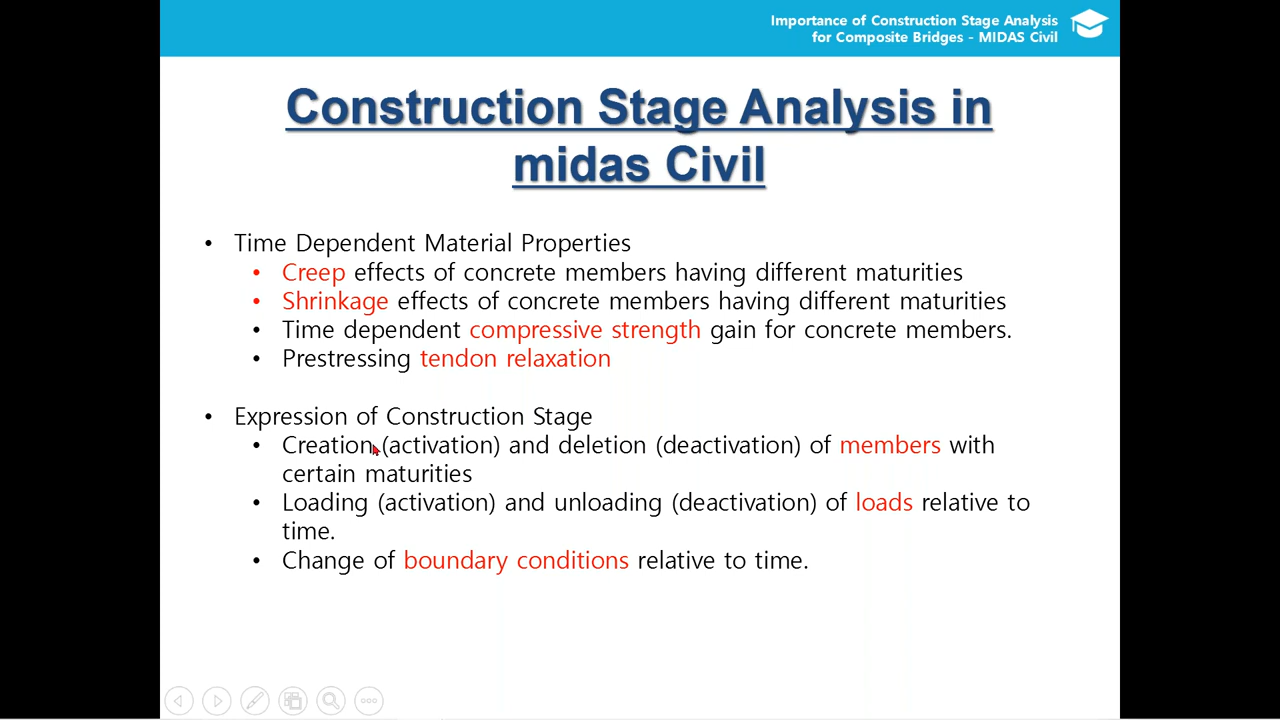 Importance of Construction Stage Analysis
for Composite Bridges - MIDAS Civil
Construction Stage Analysis in
midas Civil
• Time Dependent Material Properties
• Creep effects of concrete members having different maturities
• Shrinkage effects of concrete members having different maturities
• Time dependent compressive strength gain for concrete members.
• Prestressing tendon relaxation
• Expression of Construction Stage
• Creation (activation) and deletion (deactivation) of members with
certain maturities
• Loading (activation) and unloading (deactivation) of loads relative to
time.
• Change of boundary conditions relative to time.